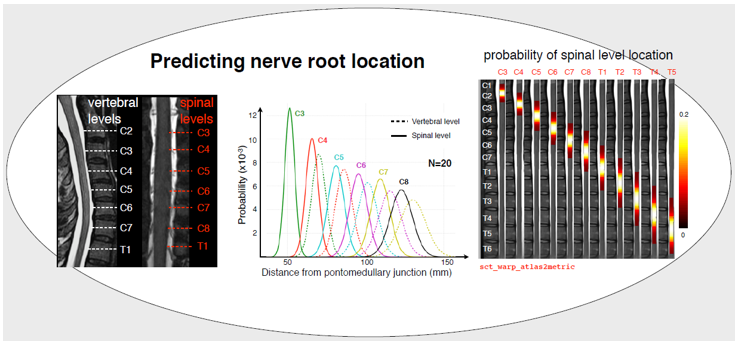 Predicting nerve root location
vertebral
levels
C2
C3
C4
C5
C6
C7
T1
spinal
levels
C3
C4
C5
C6
C7
C8
T1
Probability (x10-3)
12
10
8
6
4
2
C3
C4
C5
C6
C7
C8
Vertebral level
Spinal level
N=20
50
100
150
Distance from pontomedullary junction (mm)
probability of spinal level location
C3 C4 C5 C6 C7 C8 T1 T2 T3 T4 T5
C1
C2
C3
C4
C5
C6
C7
T1
T2
T3
T4
T5
T6
0.2
0
sct_warp_atlas2metric